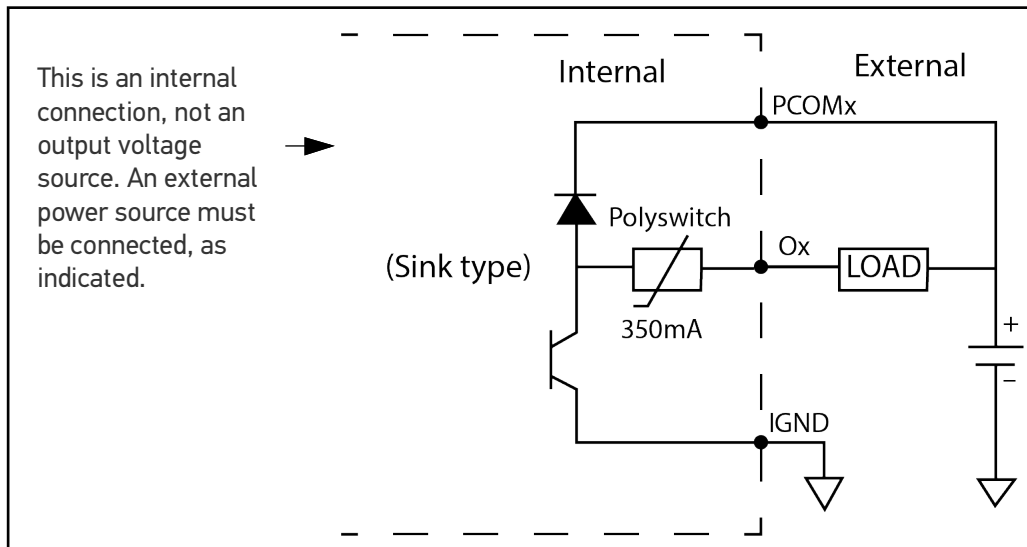 This is an internal
connection, not an
output voltage
source. An external
power source must
be connected, as
indicated.
Internal
External
PCOMx
Polyswitch
Ox
(Sink type)
LOAD
350mA
+
−
IGND